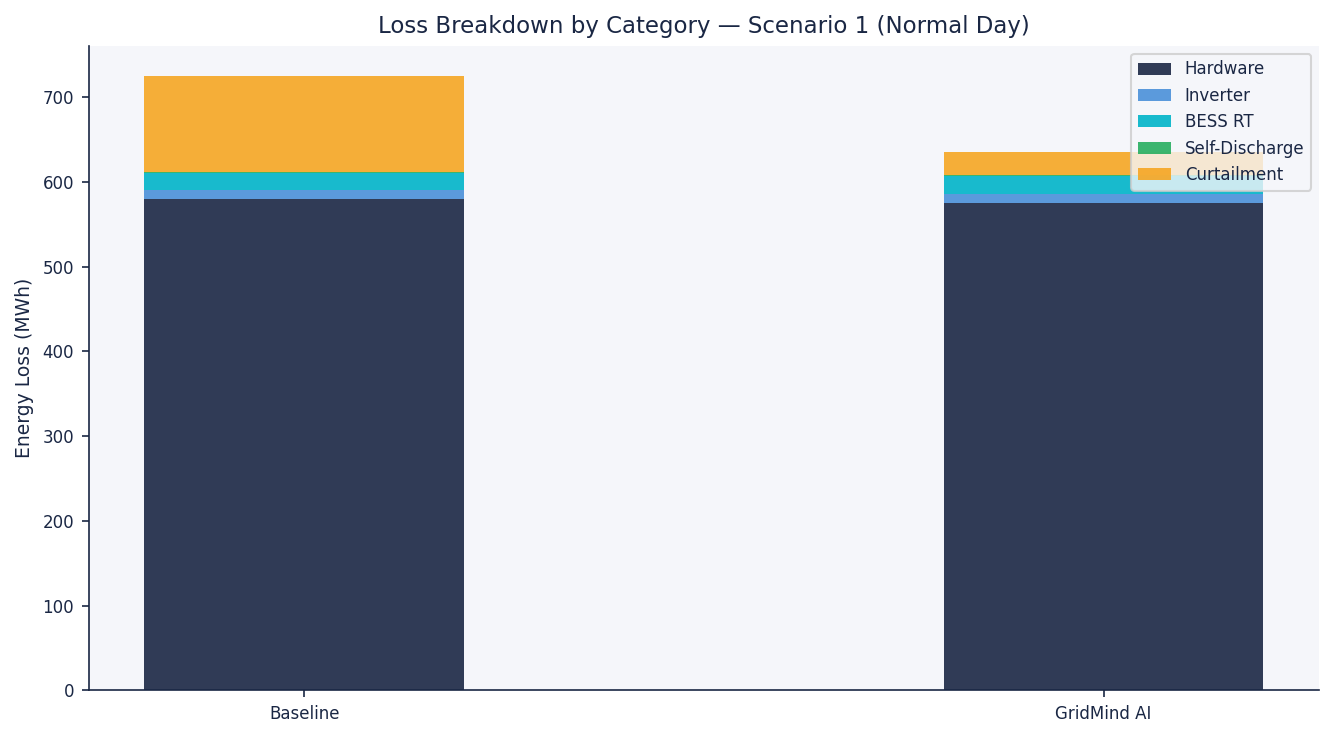 Loss Breakdown by Category — Scenario 1 (Normal Day)
Energy Loss (MWh)
700
600
500
400
300
200
100
0
Hardware
Inverter
BESS RT
Self-Discharge
Curtailment
Baseline
GridMind AI